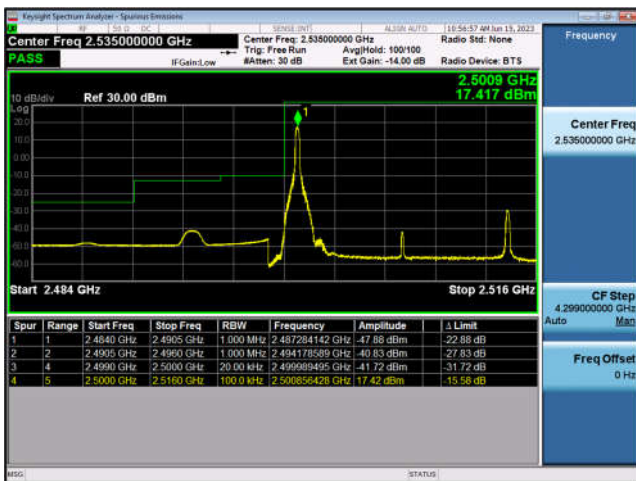 Keysight Spectrum Analyzer - Spurious Emissions
RF 50 Ω DC SENSE:INT ALIGN AUTO 10:56:57 AM Jun 15, 2023
Center Freq 2.535000000 GHz
Center Freq: 2.535000000 GHz
Radio Std: None
Trig: Free Run
Avg|Hold: 100/100
PASS
IFGain:Low
#Atten: 30 dB
Ext Gain: -14.00 dB
Radio Device: BTS
2.5009 GHz
17.417 dBm
10 dB/div
Ref 30.00 dBm
Log
1
20.0
10.0
0.00
-10.0
-20.0
-30.0
-40.0
-50.0
-60.0
Start 2.484 GHz
Stop 2.516 GHz
Spur Range Start Freq Stop Freq RBW Frequency Amplitude Δ Limit
1 1 2.4840 GHz 2.4905 GHz 1.000 MHz 2.487284142 GHz -47.88 dBm -22.88 dB
2 2 2.4905 GHz 2.4960 GHz 1.000 MHz 2.494178589 GHz -40.83 dBm -27.83 dB
3 4 2.4990 GHz 2.5000 GHz 20.00 kHz 2.499989495 GHz -41.72 dBm -31.72 dB
4 5 2.5000 GHz 2.5160 GHz 100.0 kHz 2.500856428 GHz 17.42 dBm -15.58 dB
Frequency
Center Freq
2.535000000 GHz
CF Step
4.299000000 GHz
Auto Man
Freq Offset
0 Hz
MSG
STATUS